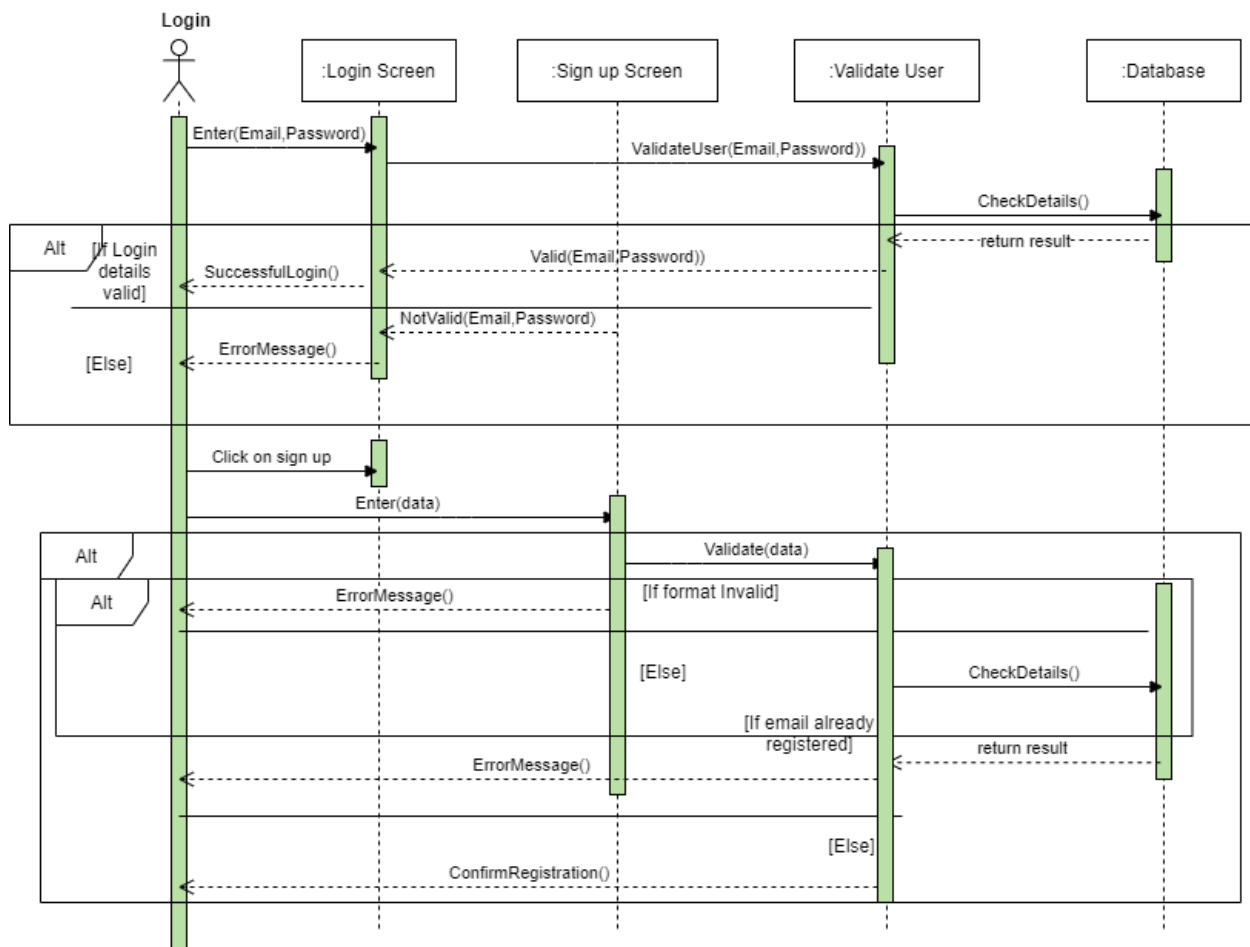 Login
:Login Screen
:Sign up Screen
:Validate User
:Database
Enter(Email,Password)
ValidateUser(Email,Password))
CheckDetails()
Alt
[If Login
details
valid]
return result
Valid(Email,Password))
SuccessfulLogin()
NotValid(Email,Password)
ErrorMessage()
[Else]
Click on sign up
Enter(data)
Alt
Validate(data)
Alt
[If format Invalid]
ErrorMessage()
[Else]
CheckDetails()
[If email already
registered]
return result
ErrorMessage()
[Else]
ConfirmRegistration()